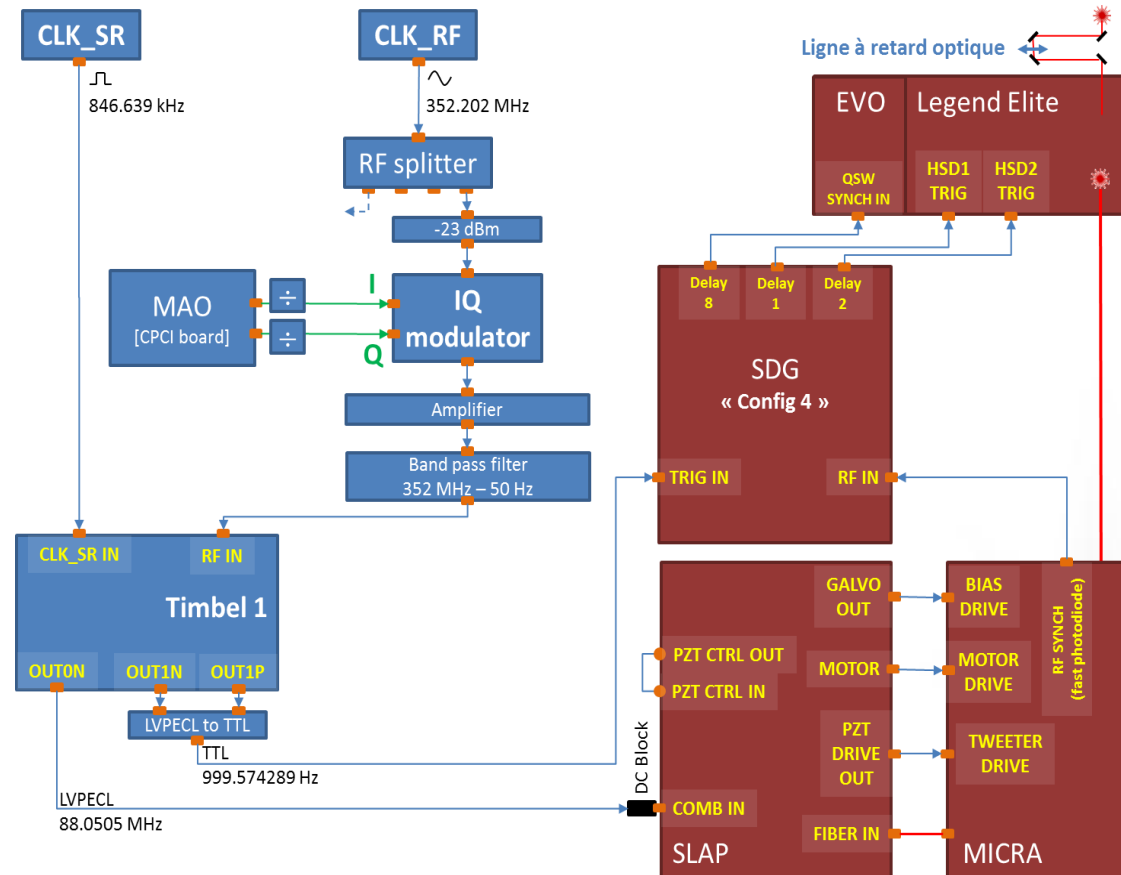 CLK_SR
CLK_RF
846.639 kHz
352.202 MHz
Ligne à retard optique
EVO
Legend Elite
QSW
SYNCH IN
HSD1
TRIG
HSD2
TRIG
RF splitter
-23 dBm
MAO
[CPCI board]
÷
÷
I
Q
IQ
modulator
Amplifier
Band pass filter
352 MHz – 50 Hz
Delay
8
Delay
1
Delay
2
SDG
« Config 4 »
TRIG IN
RF IN
CLK_SR IN
RF IN
Timbel 1
OUT0N
OUT1N
OUT1P
LVPECL to TTL
TTL
999.574289 Hz
LVPECL
88.0505 MHz
DC Block
GALVO
OUT
PZT CTRL OUT
PZT CTRL IN
MOTOR
PZT
DRIVE
OUT
COMB IN
FIBER IN
SLAP
BIAS
DRIVE
RF SYNCH
(fast photodiode)
MOTOR
DRIVE
TWEETER
DRIVE
MICRA